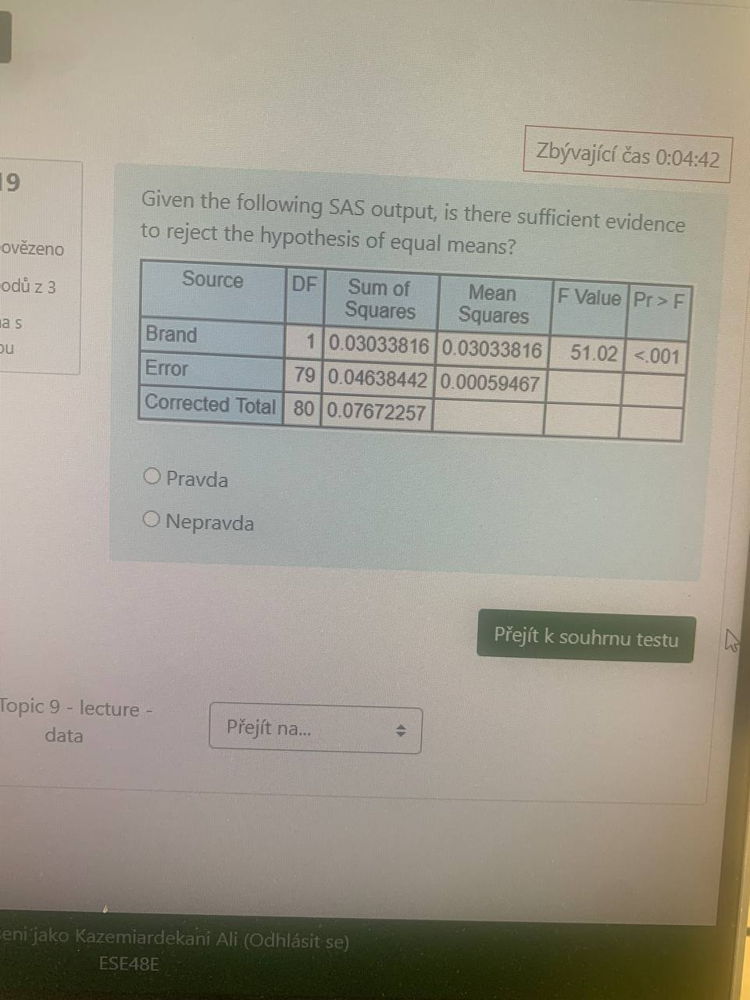 Zbývající čas 0:04:42
19
ovězeno
odů z 3
a s
ou
Given the following SAS output, is there sufficient evidence
to reject the hypothesis of equal means?
Source DF Sum of Squares Mean Squares F Value Pr > F
Brand 1 0.03033816 0.03033816 51.02 <.001
Error 79 0.04638442 0.00059467
Corrected Total 80 0.07672257
Pravda
Nepravda
Přejít k souhrnu testu
Topic 9 - lecture -
data
Přejít na...
eni jako Kazemiardekani Ali (Odhlásit se)
ESE48E